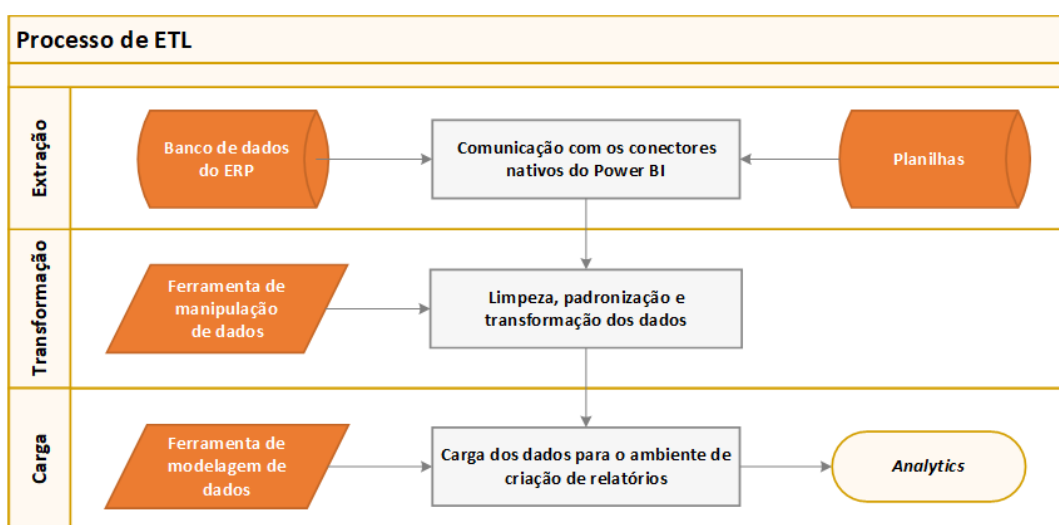 Processo de ETL
Extração
Banco de dados
do ERP
Comunicação com os conectores
nativos do Power BI
Planilhas
Transformação
Ferramenta de
manipulação
de dados
Limpeza, padronização e
transformação dos dados
Carga
Ferramenta de
modelagem de
dados
Carga dos dados para o ambiente de
criação de relatórios
Analytics